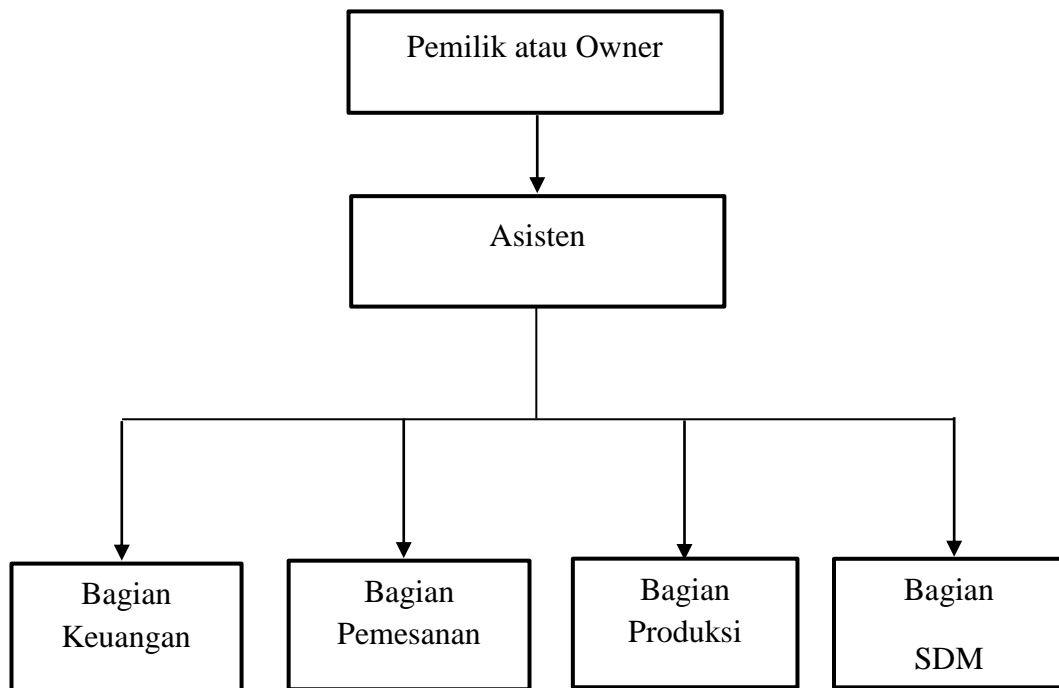 Pemilik atau Owner
Asisten
Bagian
Keuangan
Bagian
Pemesanan
Bagian
Produksi
Bagian
SDM